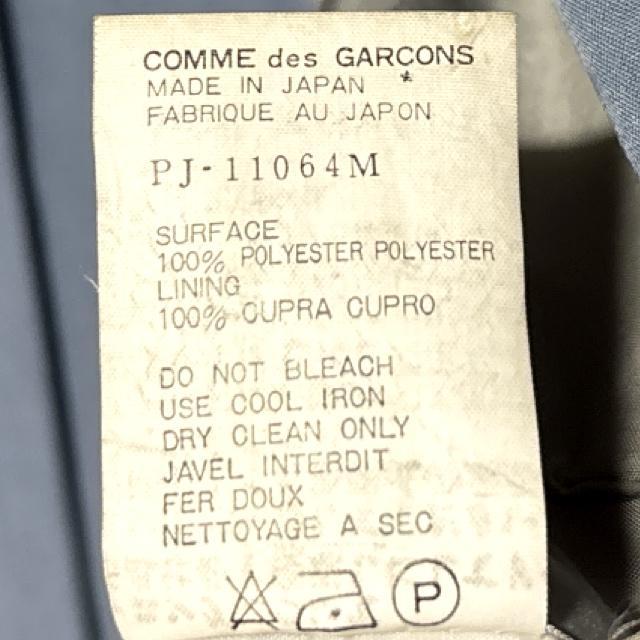 COMME des GARÇONS
MADE IN JAPAN
FABRIQUE AU JAPON
PJ-11064M
SURFACE
100% POLYESTER POLYESTER
LINING
100% CUPRA CUPRO
DO NOT BLEACH
USE COOL IRON
DRY CLEAN ONLY
JAVEL INTERDIT
FER DOUX
NETTOYAGE A SEC
P